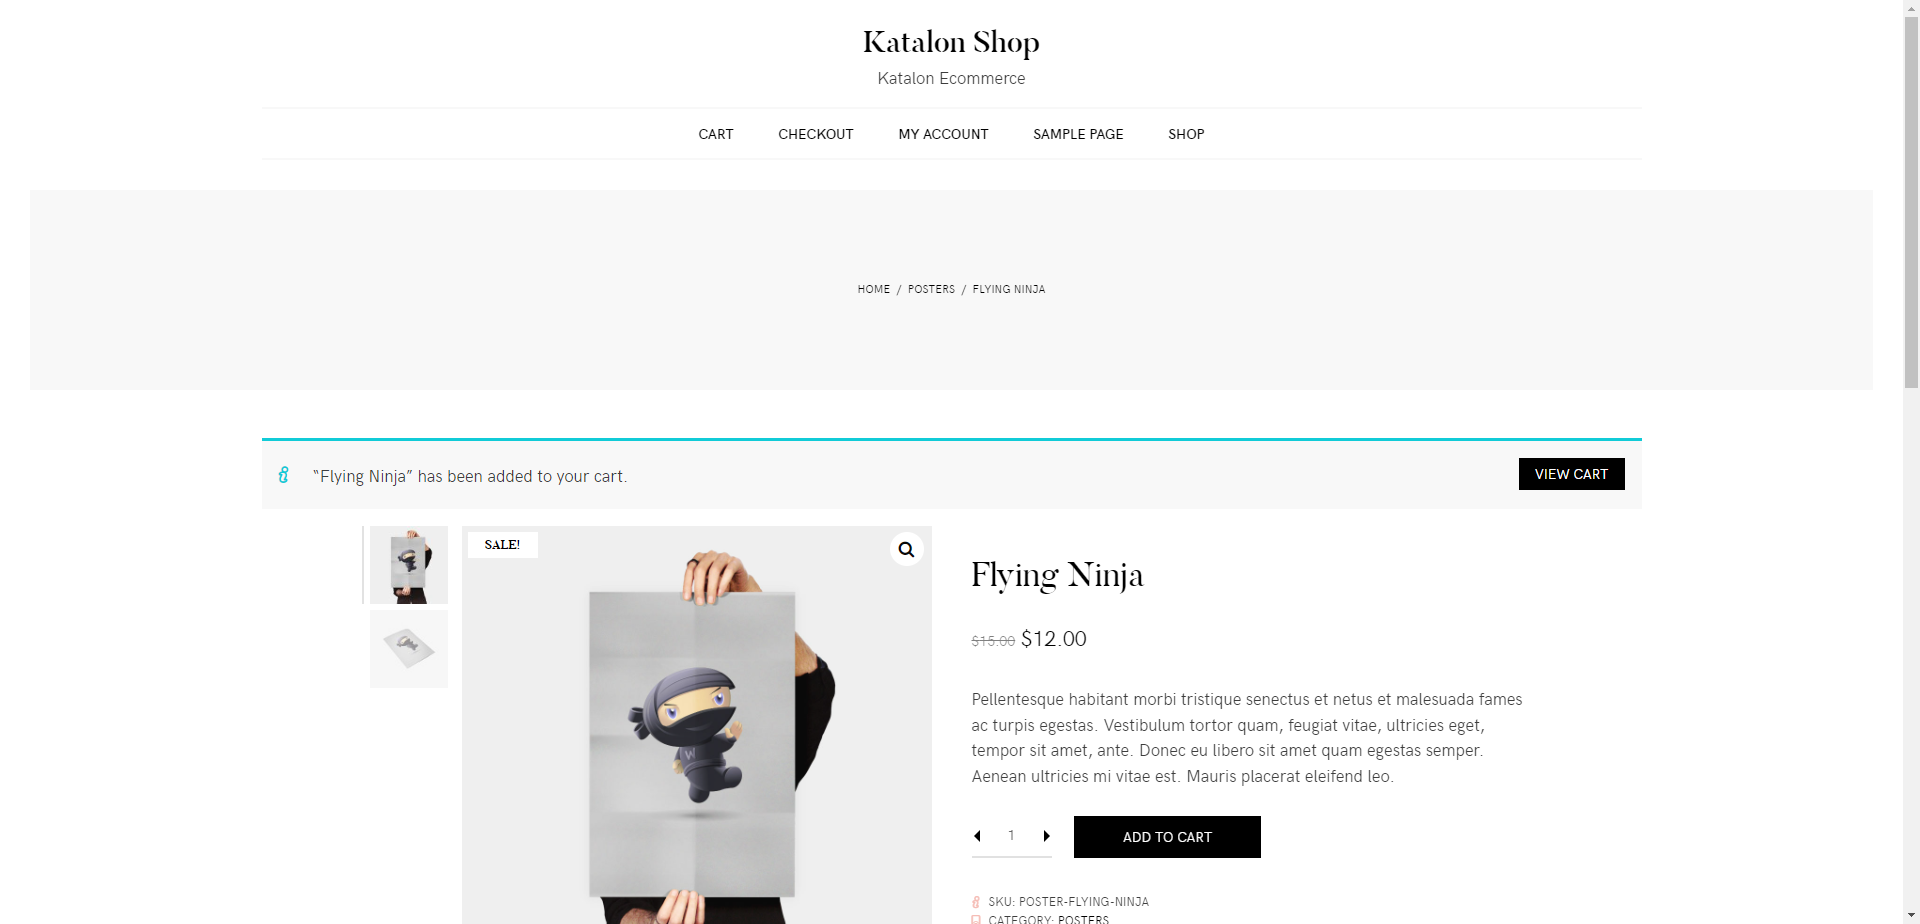 Katalon Shop
Katalon Ecommerce
CART CHECKOUT MY ACCOUNT SAMPLE PAGE SHOP
HOME / POSTERS / FLYING NINJA
“Flying Ninja” has been added to your cart.
VIEW CART
SALE!
W
Flying Ninja
$15.00 $12.00
Pellentesque habitant morbi tristique senectus et netus et malesuada fames
ac turpis egestas. Vestibulum tortor quam, feugiat vitae, ultricies eget,
tempor sit amet, ante. Donec eu libero sit amet quam egestas semper.
Aenean ultricies mi vitae est. Mauris placerat eleifend leo.
1
ADD TO CART
SKU: POSTER-FLYING-NINJA
CATEGORY: POSTERS